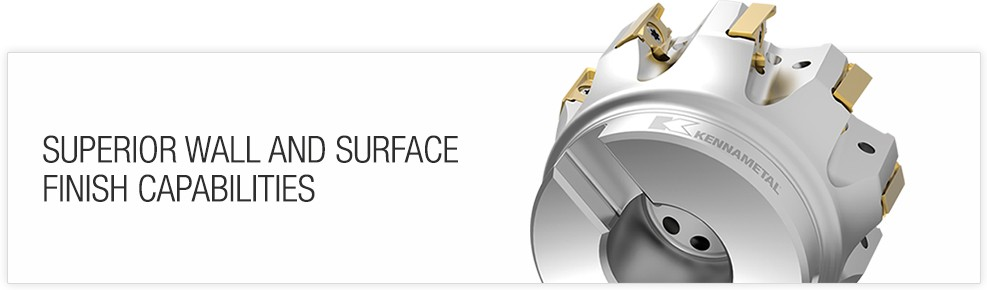 SUPERIOR WALL AND SURFACE
FINISH CAPABILITIES
KENNAMETAL